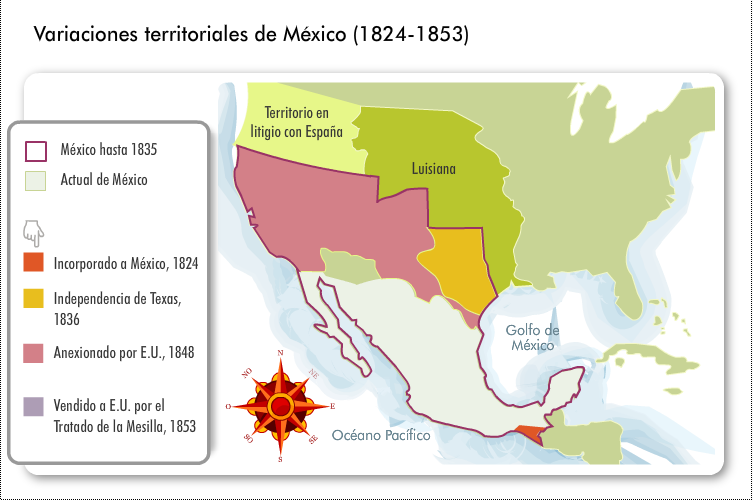 Variaciones territoriales de México (1824-1853)
Territorio en
litigio con España
Luisiana
México hasta 1835
Actual de México
Incorporado a México, 1824
Independencia de Texas,
1836
Anexionado por E.U., 1848
Vendido a E.U. por el
Tratado de la Mesilla, 1853
Golfo de
México
Océano Pacífico
N
NO
NE
O
E
SO
SE
S